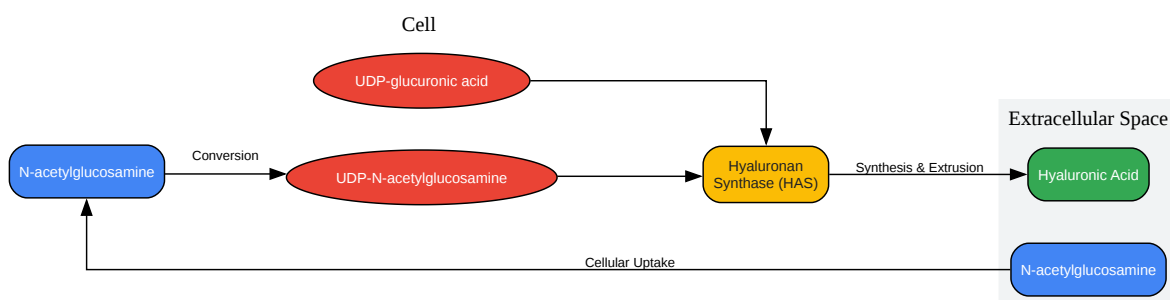 Cell
UDP-glucuronic acid
Extracellular Space
N-acetylglucosamine
Conversion
UDP-N-acetylglucosamine
Hyaluronan
Synthase (HAS)
Synthesis & Extrusion
Hyaluronic Acid
Cellular Uptake
N-acetylglucosamine